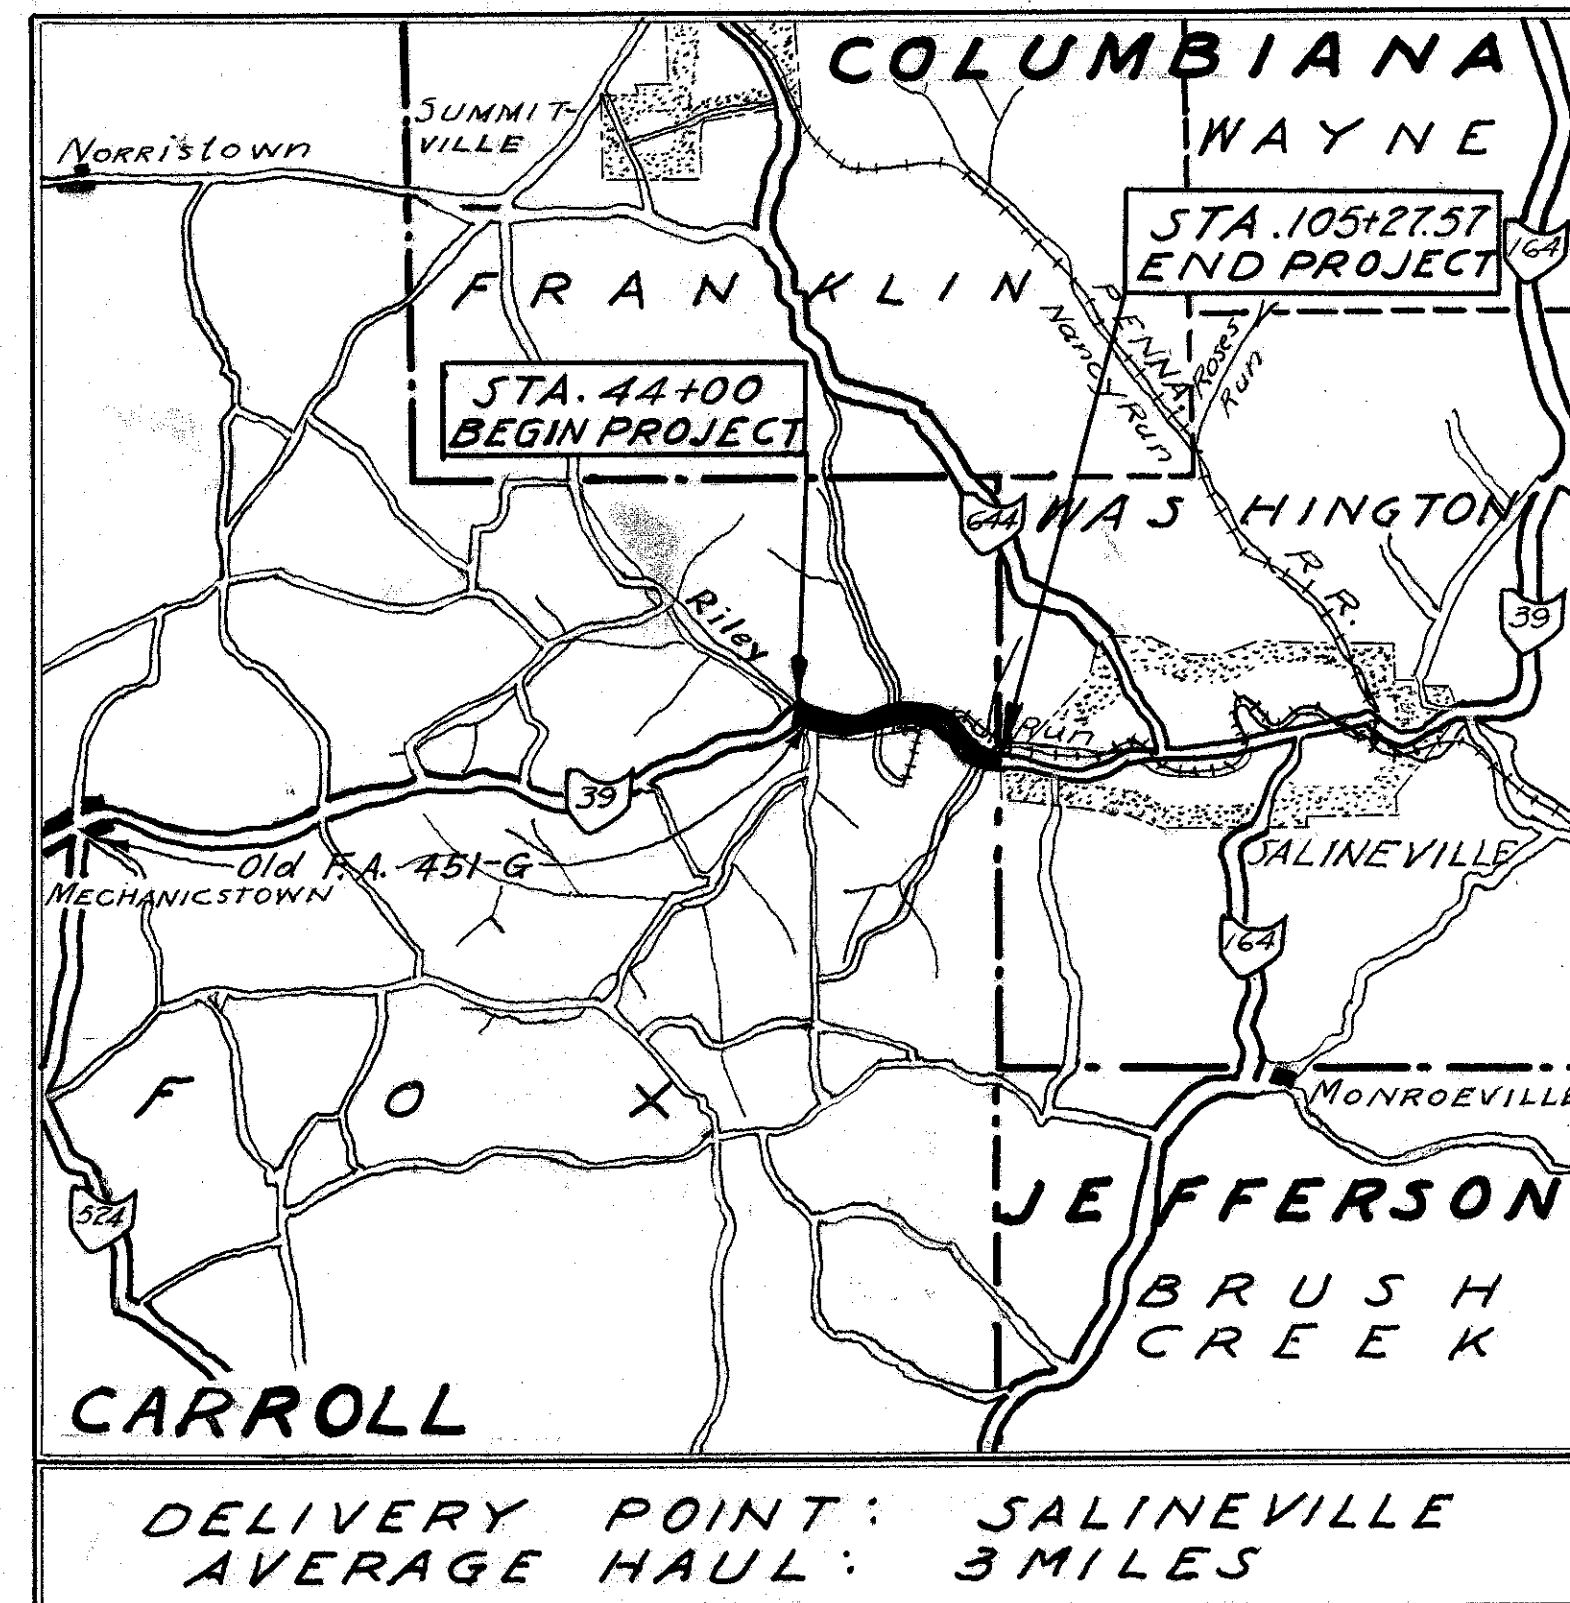 COLUMBIANA
SUMMIT-
VILLE
WAYNE
NORRISTOWN
STA. 105+27.57
END PROJECT
164
FRANKLIN
PENNA.
Nancy Run
Roses
Run
STA. 44+00
BEGIN PROJECT
644
WASHINGTON
R.R.
Riley
39
Run
39
Old F.A. 451-G
SALINEVILLE
MECHANICSTOWN
164
FOX
MONROEVILLE
524
JEFFERSON
BRUSH
CREEK
CARROLL
DELIVERY POINT: SALINEVILLE
AVERAGE HAUL: 3 MILES